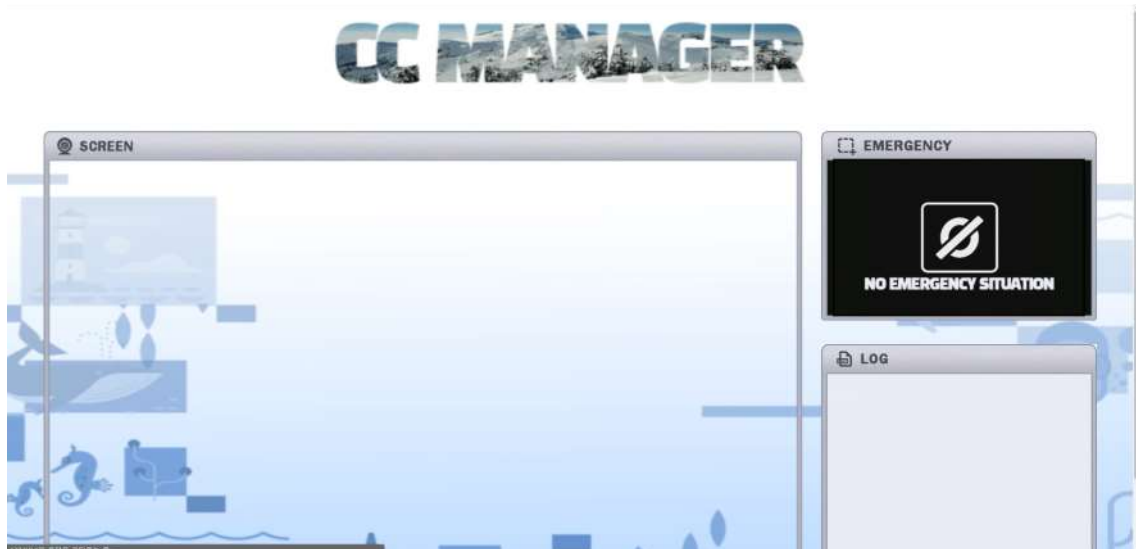 CC MANAGER
SCREEN
EMERGENCY
NO EMERGENCY SITUATION
LOG